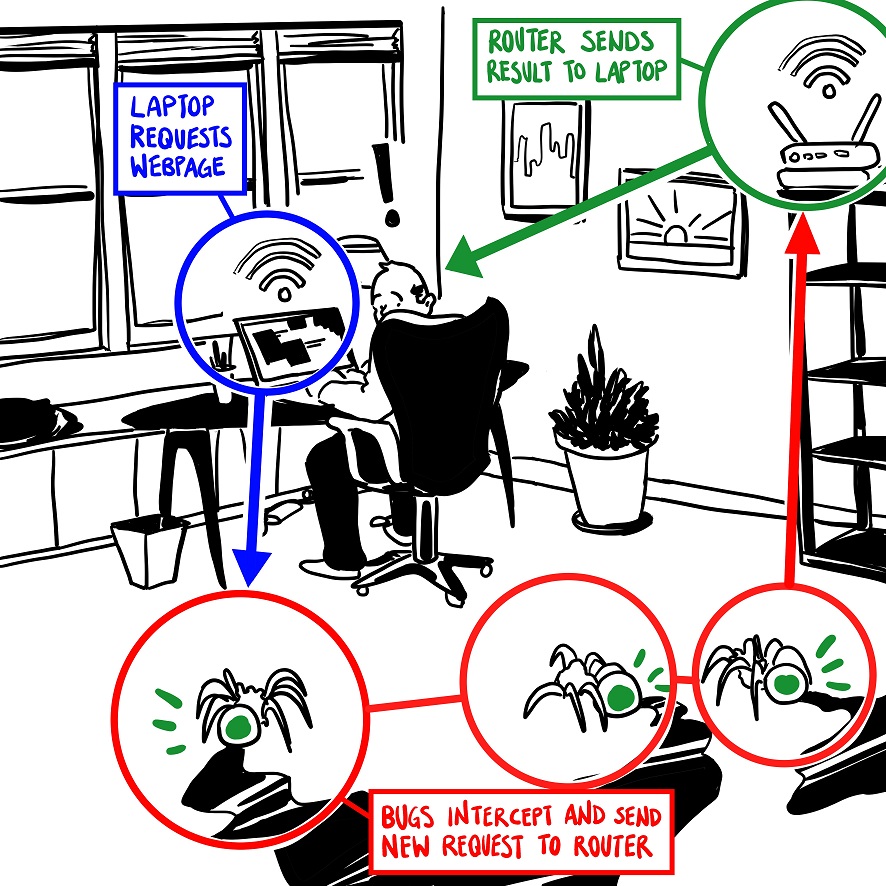 ROUTER SENDS
RESULT TO LAPTOP
LAPTOP
REQUESTS
WEBPAGE
!
BUGS INTERCEPT AND SEND
NEW REQUEST TO ROUTER